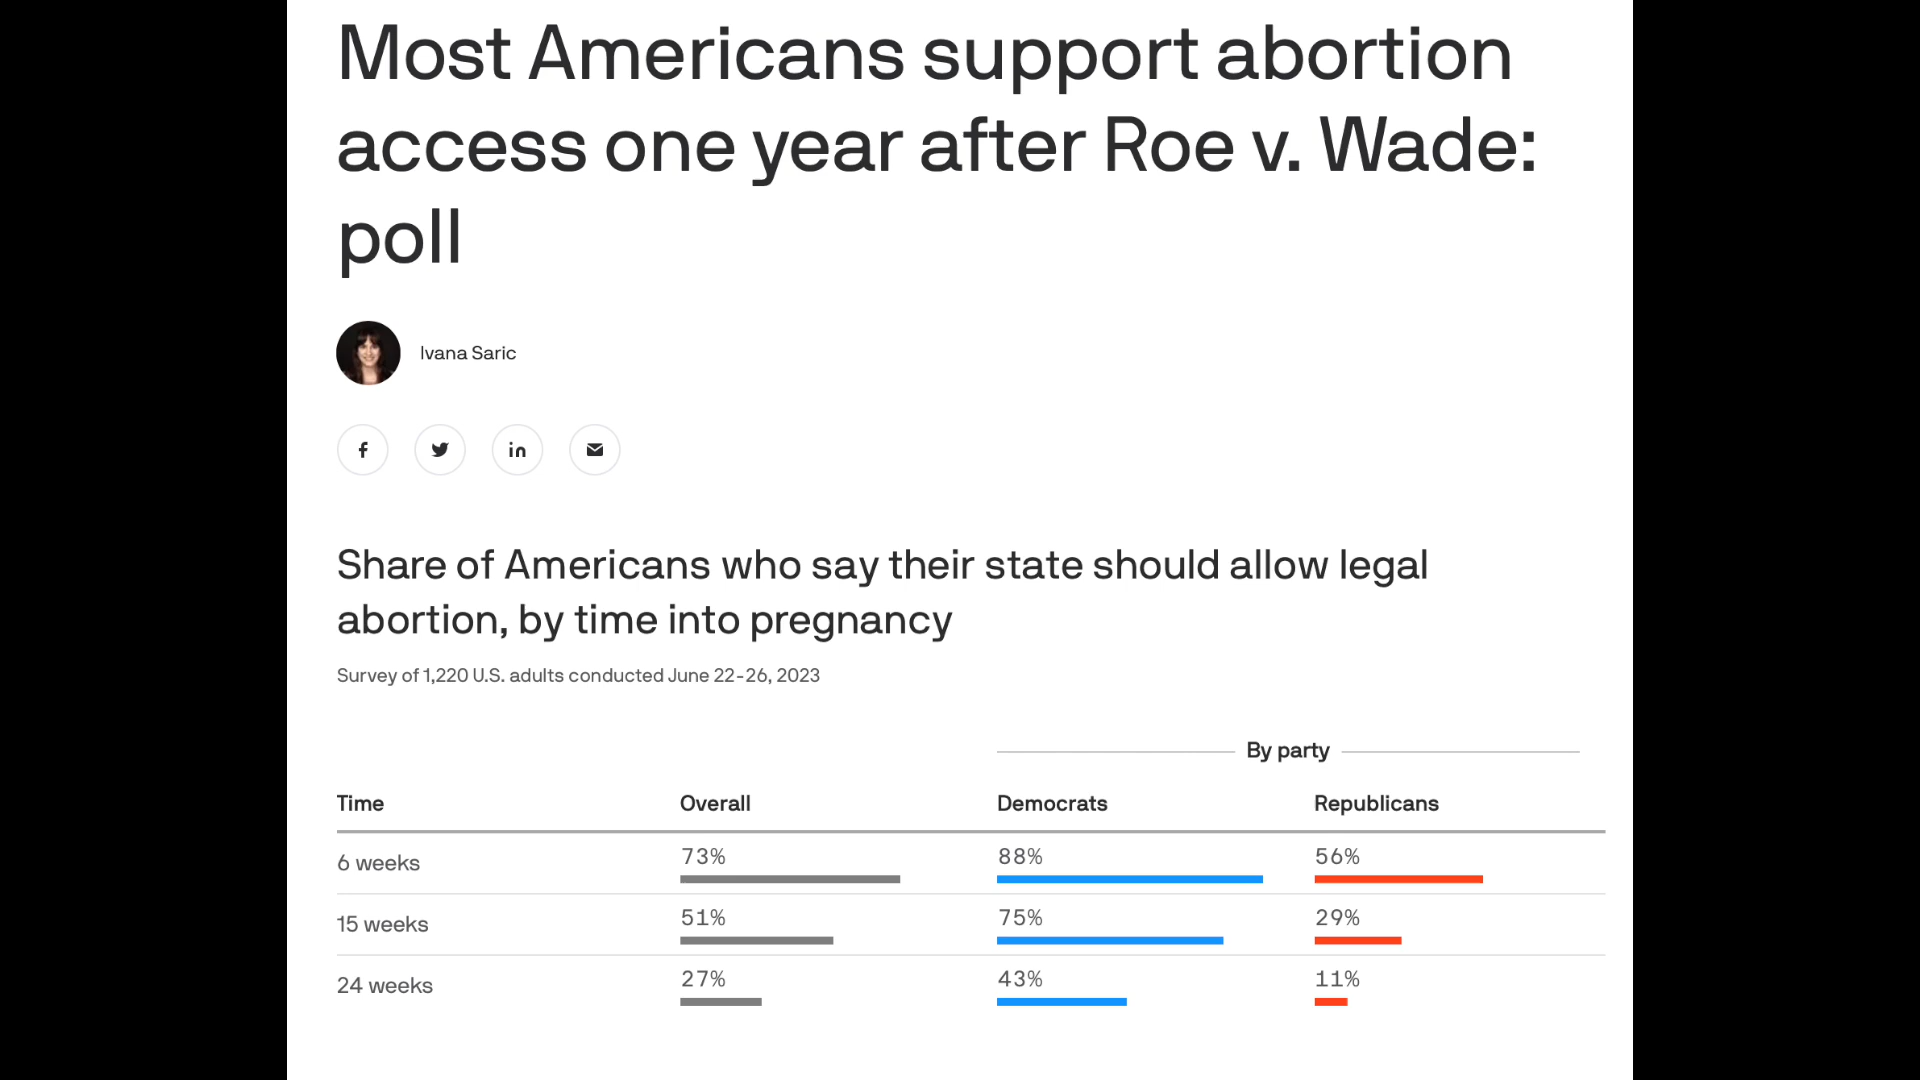 Most Americans support abortion
access one year after Roe v. Wade:
poll
Ivana Saric
Share of Americans who say their state should allow legal
abortion, by time into pregnancy
Survey of 1,220 U.S. adults conducted June 22-26, 2023
By party
Time Overall Democrats Republicans
6 weeks 73% 88% 56%
15 weeks 51% 75% 29%
24 weeks 27% 43% 11%